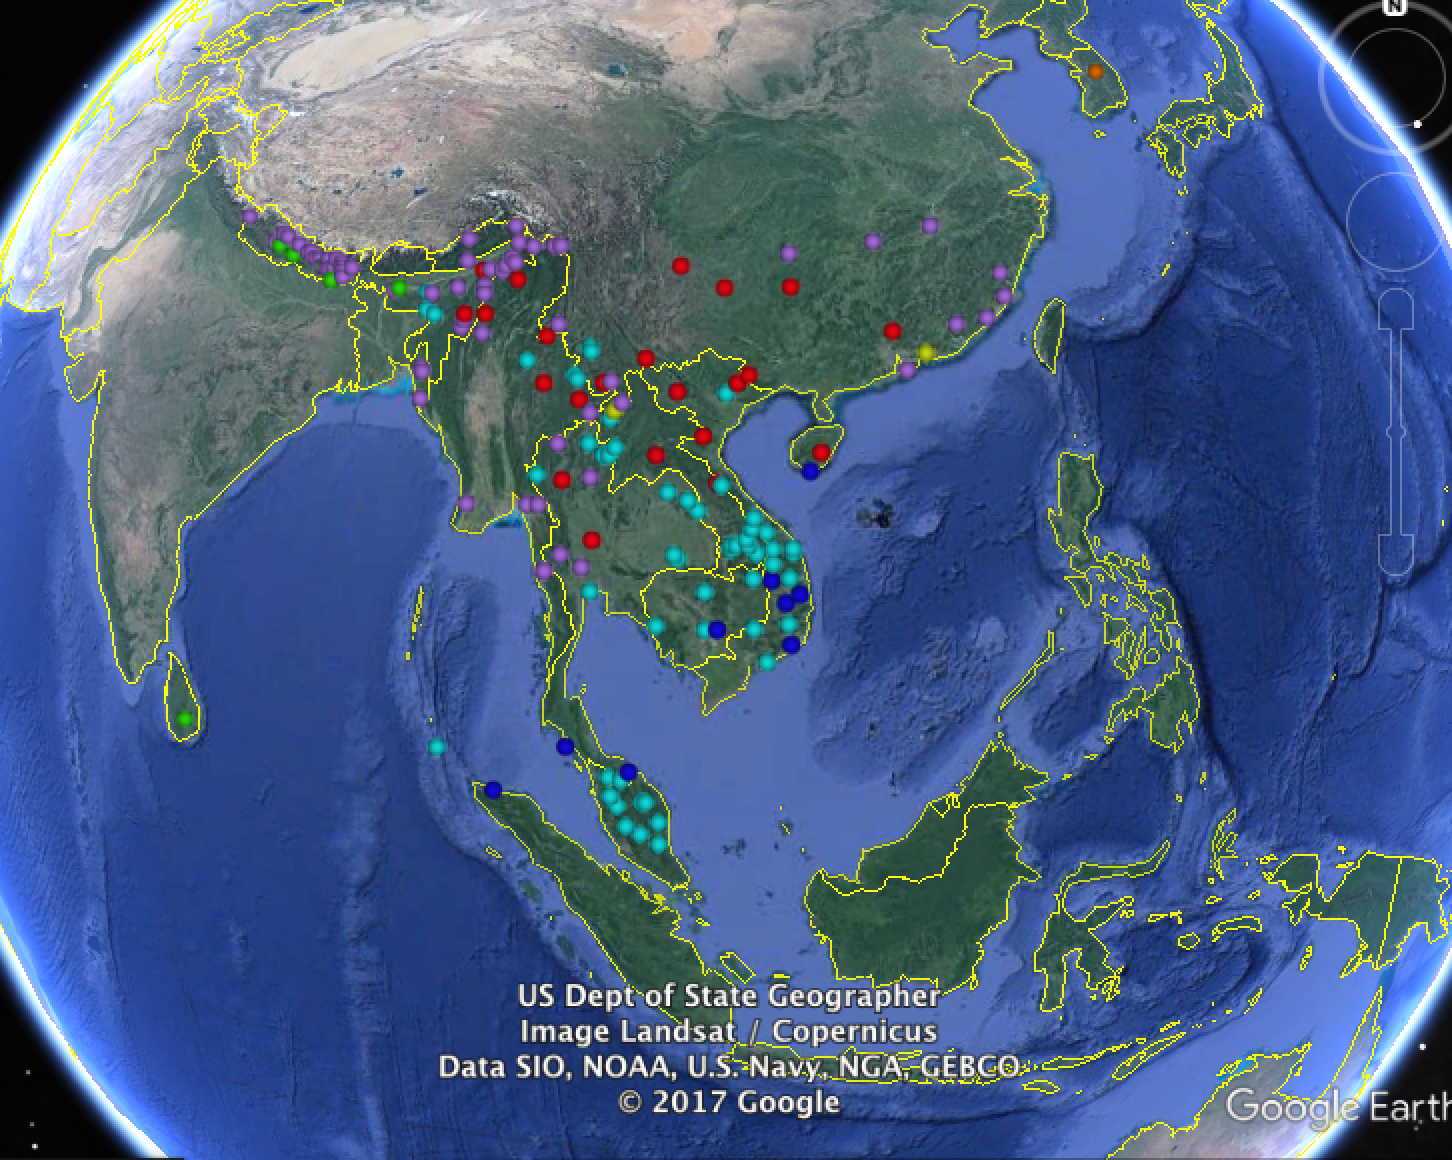 N
US Dept of State Geographer
Image Landsat / Copernicus
Data SIO, NOAA, U.S. Navy, NGA, GEBCO
© 2017 Google
Google Earth